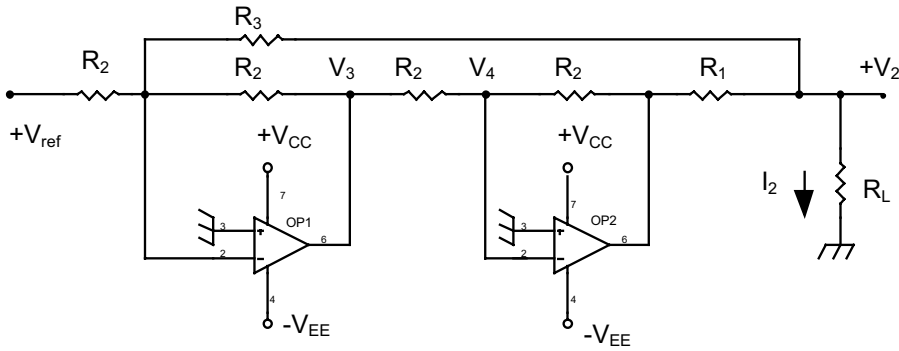 R3
R2 R2 V3 R2 V4 R2 R1 +V2
+Vref
+VCC +VCC
7 7
I2 RL
OP1 OP2
3 + 6 3 + 6
2 - 2 -
4 4
-VEE -VEE